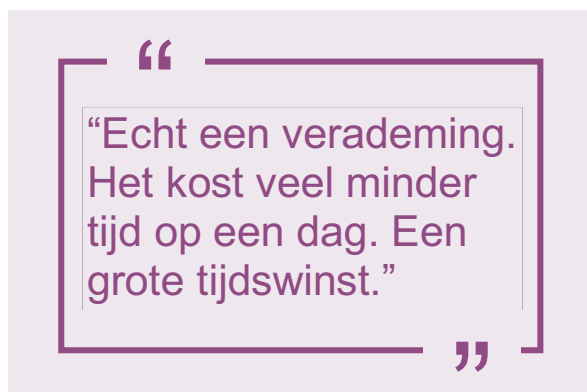 “Echt een verademing.
Het kost veel minder
tijd op een dag. Een
grote tijdswinst.”